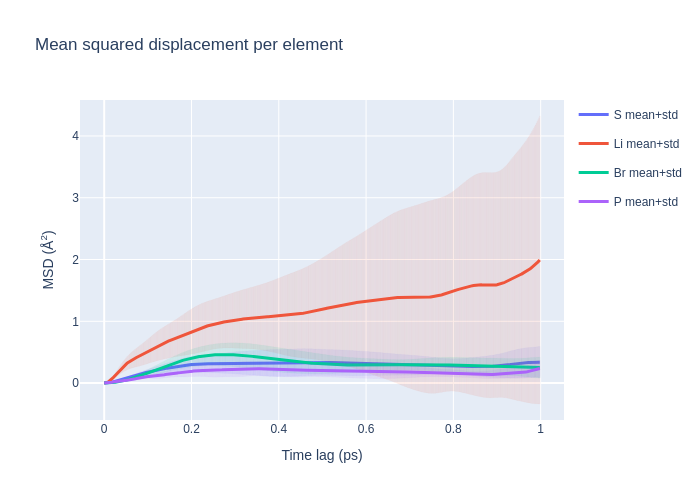 Mean squared displacement per element
S mean+std
Li mean+std
Br mean+std
P mean+std
MSD (Å²)
4
3
2
1
0
0
0.2
0.4
0.6
0.8
1
Time lag (ps)